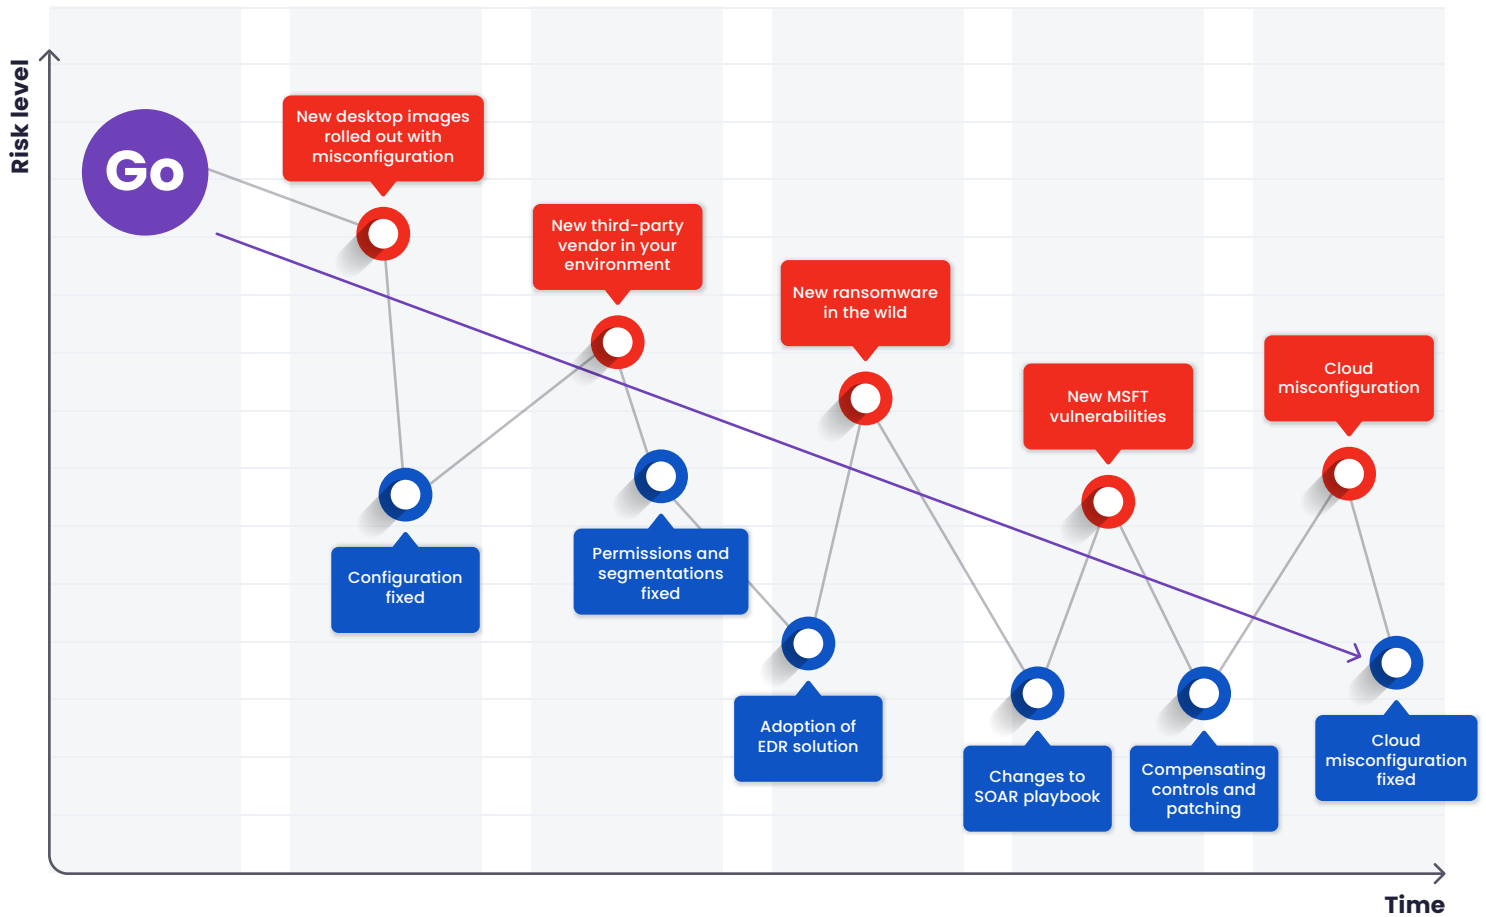 Risk level
Go
New desktop images
rolled out with
misconfiguration
New third-party
vendor in your
environment
New ransomware
in the wild
New MSFT
vulnerabilities
Cloud
misconfiguration
Configuration
fixed
Permissions and
segmentations
fixed
Adoption of
EDR solution
Changes to
SOAR playbook
Compensating
controls and
patching
Cloud
misconfiguration
fixed
Time